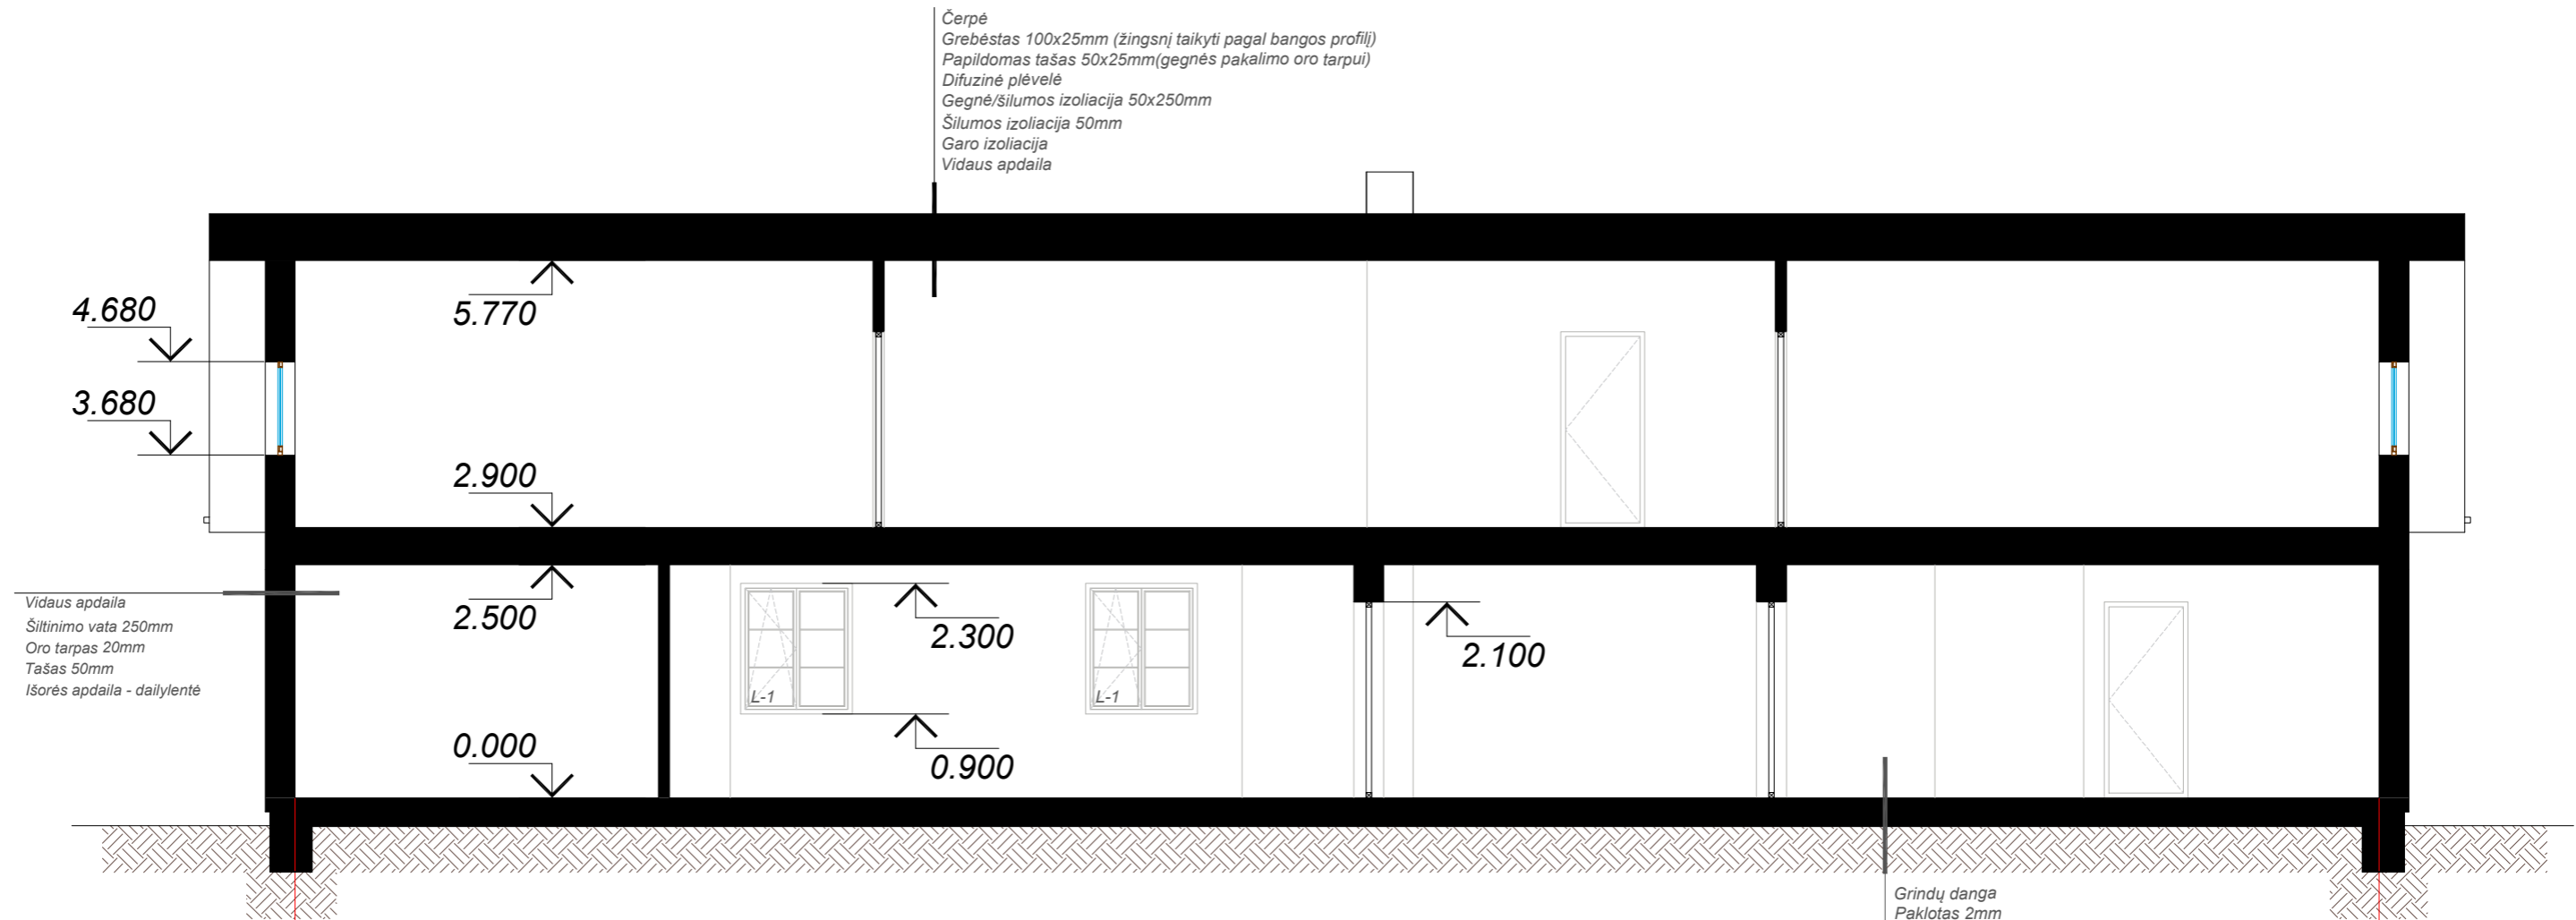 Čerpė
Grebėstas 100x25mm (žingsnį taikyti pagal bangos profilį)
Papildomas tašas 50x25mm(gegnės pakalimo oro tarpui)
Difuzinė plėvelė
Gegnė/šilumos izoliacija 50x250mm
Šilumos izoliacija 50mm
Garo izoliacija
Vidaus apdaila
4.680
5.770
3.680
2.900
Vidaus apdaila
Šiltinimo vata 250mm
Oro tarpas 20mm
Tašas 50mm
Išorės apdaila - dailylentė
2.500
2.300
2.100
L-1
L-1
0.000
0.900
Grindų danga
Paklotas 2mm